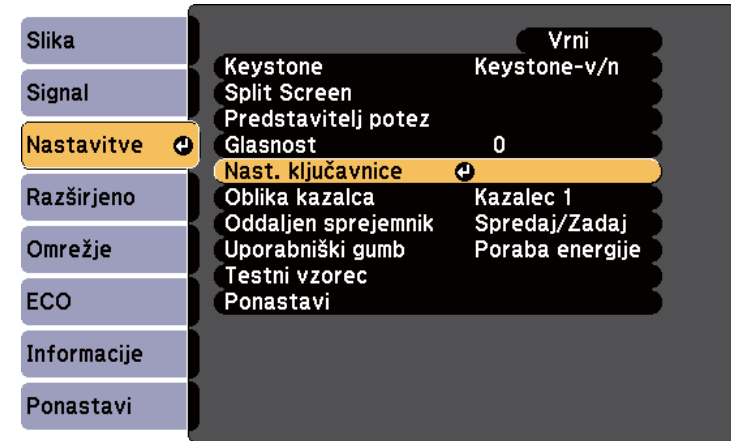 Slika
Signal
Nastavitve
Razširjeno
Omrežje
ECO
Informacije
Ponastavi
Vrni
Keystone Keystone-v/n
Split Screen
Predstavitelj potez
Glasnost 0
Nast. ključavnice
Oblika kazalca Kazalec 1
Oddaljen sprejemnik Spredaj/Zadaj
Uporabniški gumb Poraba energije
Testni vzorec
Ponastavi